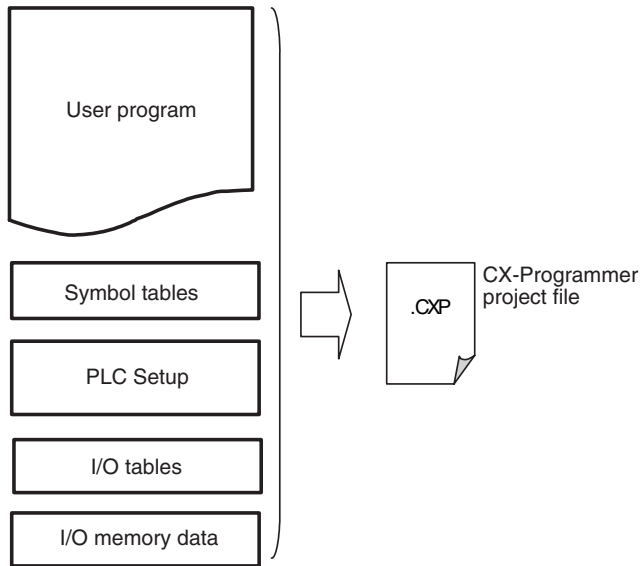 User program
Symbol tables
PLC Setup
I/O tables
I/O memory data
.CXP
CX-Programmer
project file